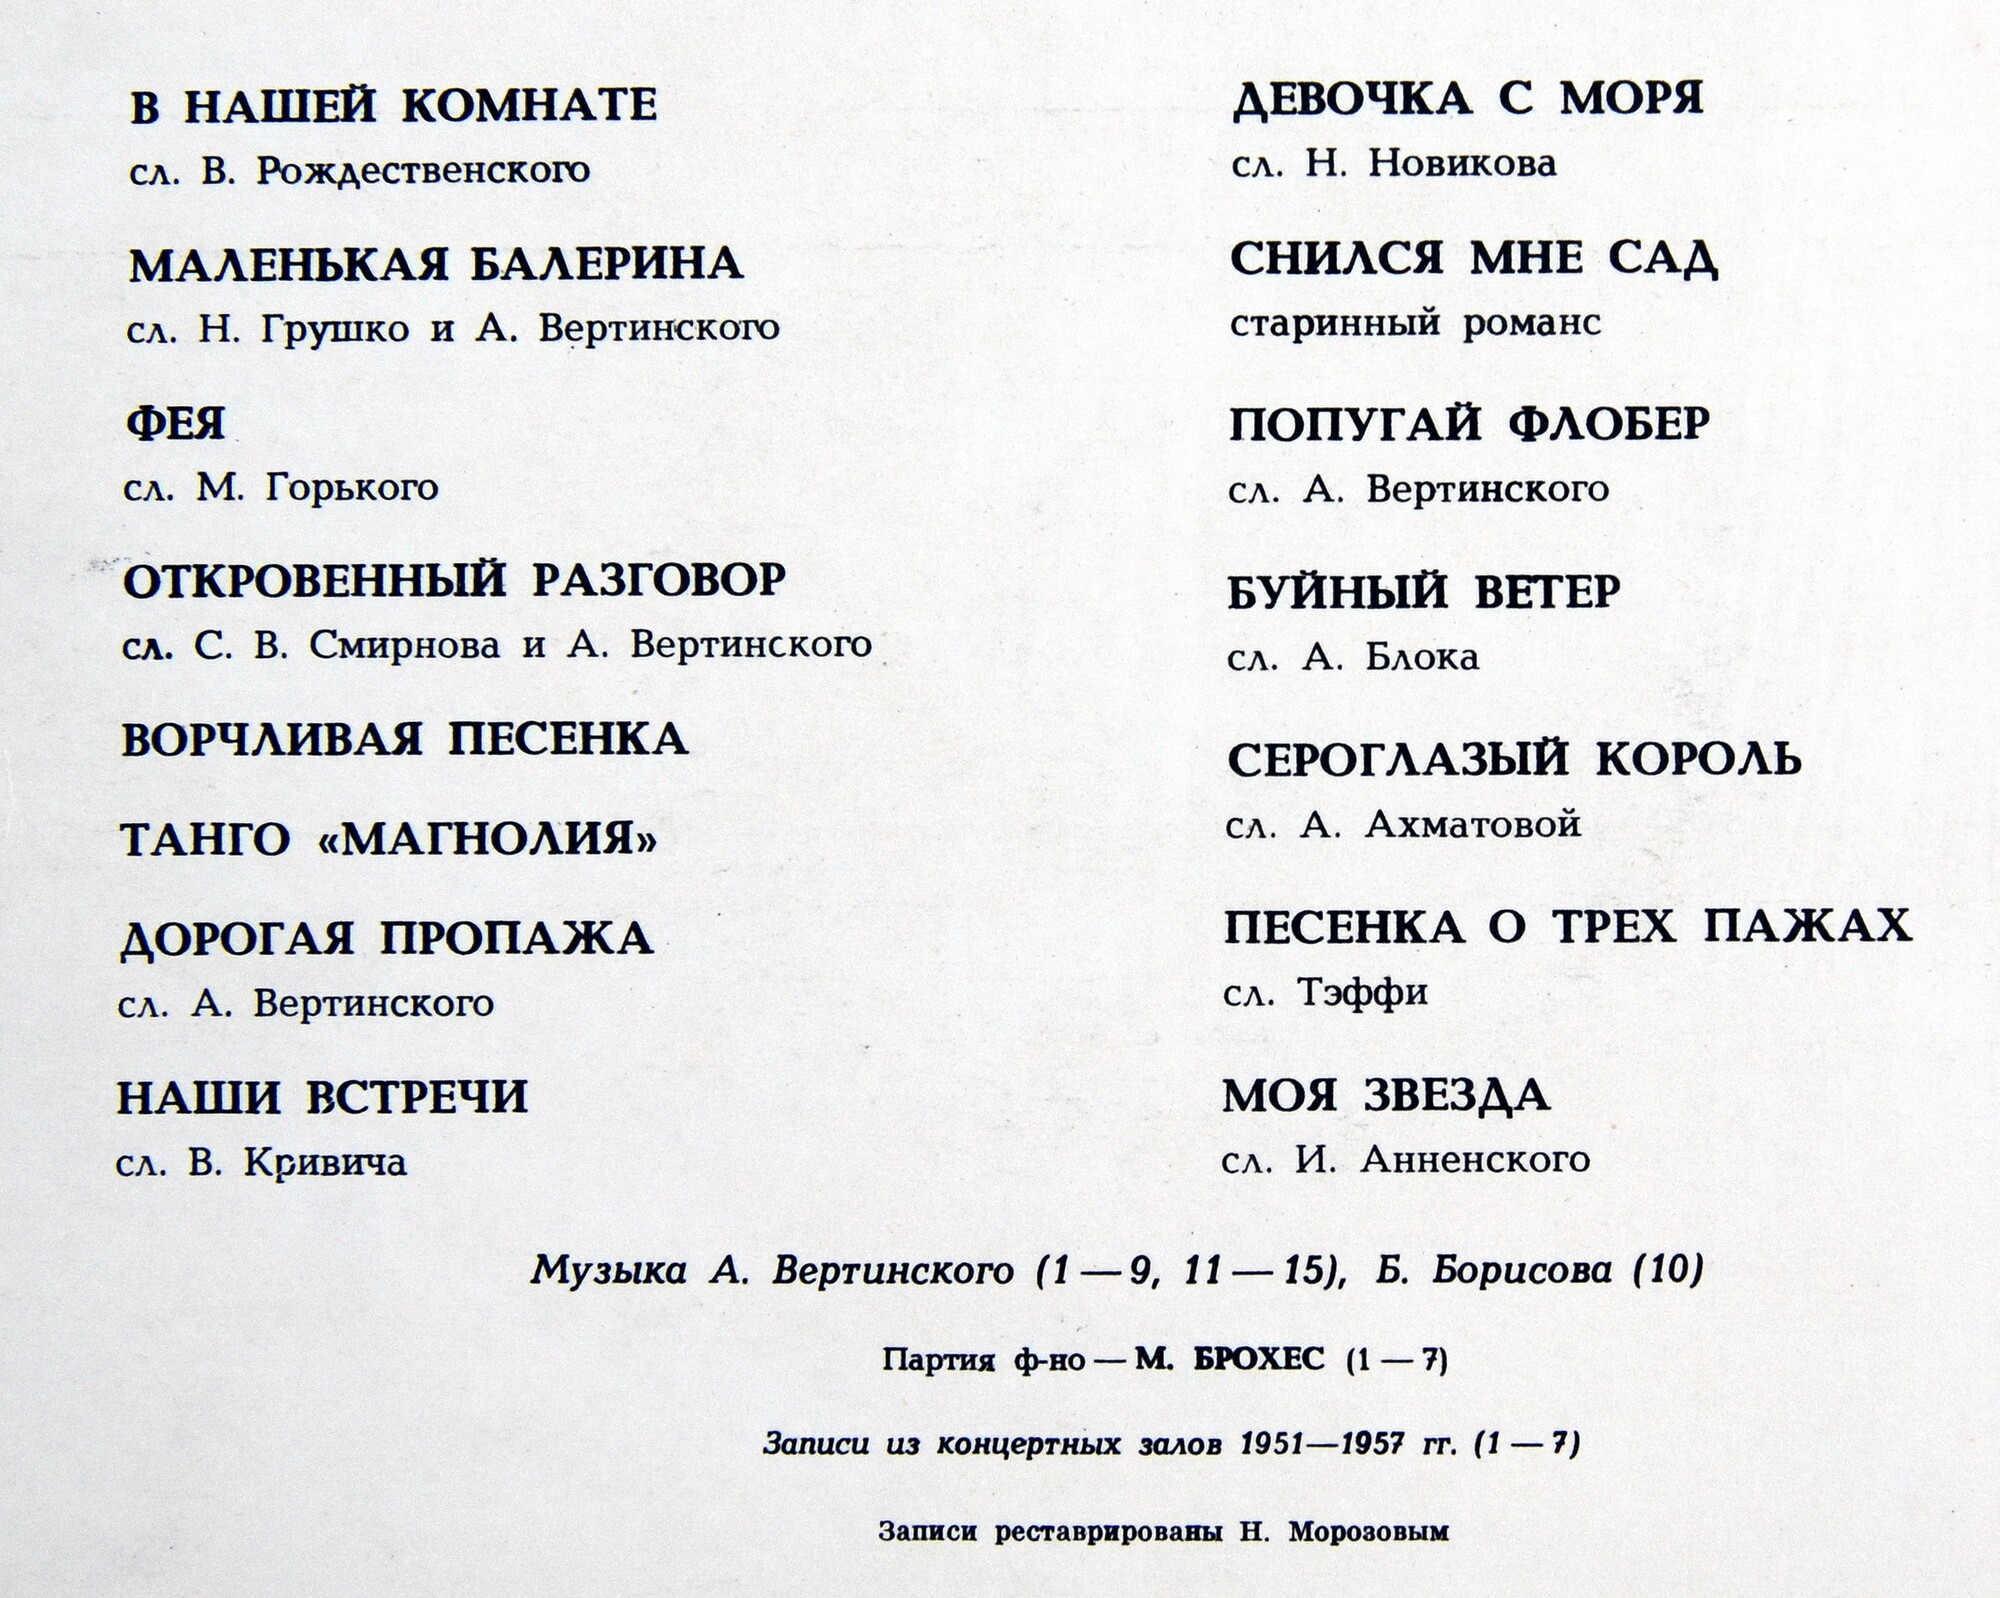 В НАШЕЙ КОМНАТЕ
сл. В. Рождественского
МАЛЕНЬКАЯ БАЛЕРИНА
сл. Н. Грушко и А. Вертинского
ФЕЯ
сл. М. Горького
ОТКРОВЕННЫЙ РАЗГОВОР
сл. С. В. Смирнова и А. Вертинского
ВОРЧЛИВАЯ ПЕСЕНКА
ТАНГО «МАГНОЛИЯ»
ДОРОГАЯ ПРОПАЖА
сл. А. Вертинского
НАШИ ВСТРЕЧИ
сл. В. Кривича
ДЕВОЧКА С МОРЯ
сл. Н. Новикова
СНИЛСЯ МНЕ САД
старинный романс
ПОПУГАЙ ФЛОБЕР
сл. А. Вертинского
БУЙНЫЙ ВЕТЕР
сл. А. Блока
СЕРОГЛАЗЫЙ КОРОЛЬ
сл. А. Ахматовой
ПЕСЕНКА О ТРЕХ ПАЖАХ
сл. Тэффи
МОЯ ЗВЕЗДА
сл. И. Анненского
Музыка А. Вертинского (1 — 9, 11 — 15), Б. Борисова (10)
Партия ф-но — М. БРОХЕС (1 — 7)
Записи из концертных залов 1951—1957 гг. (1 — 7)
Записи реставрированы Н. Морозовым